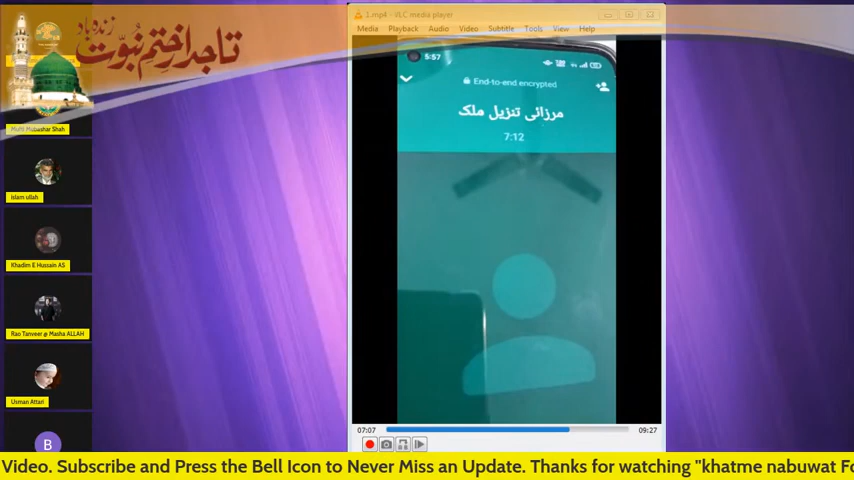 تاجدارِ ختمِ نبوّت زندہ باد
1.mp4 - VLC media player
Media Playback Audio Video Subtitle Tools View Help
5:57
End-to-end encrypted
مرزائی تنزیل ملک
7:12
Mufti Mubashar Shah
Islam ullah
Khadim E Hussain AS
Rao Tanveer @ Masha ALLAH
Usman Attari
B
07:07
09:27
Video. Subscribe and Press the Bell Icon to Never Miss an Update. Thanks for watching "khatme nabuwat Fo